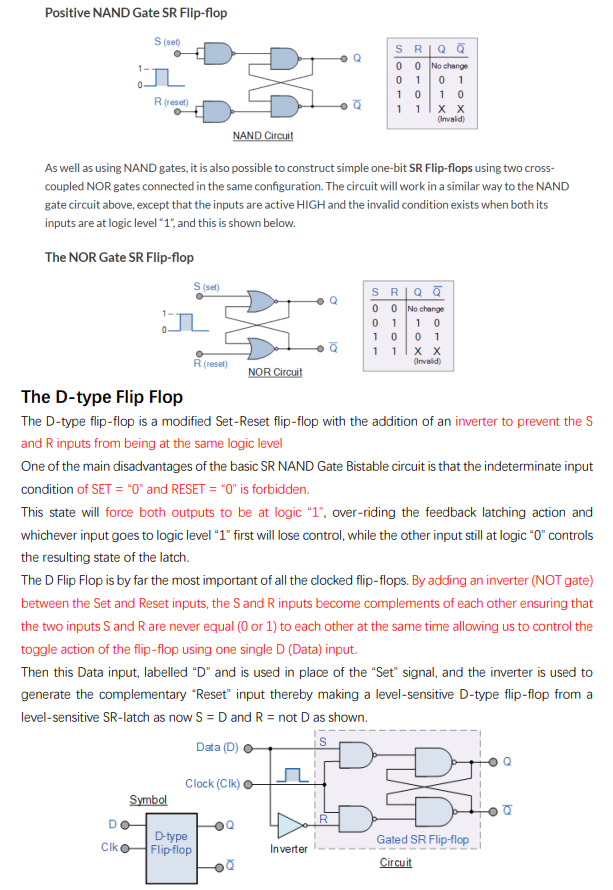 Positive NAND Gate SR Flip-flop
S (set)
1
0
R (reset)
Q
Q̅
NAND Circuit
S R Q Q̅
0 0 No change
0 1 0 1
1 0 1 0
1 1 X X
(Invalid)
As well as using NAND gates, it is also possible to construct simple one-bit SR Flip-flops using two cross-
coupled NOR gates connected in the same configuration. The circuit will work in a similar way to the NAND
gate circuit above, except that the inputs are active HIGH and the invalid condition exists when both its
inputs are at logic level “1”, and this is shown below.
The NOR Gate SR Flip-flop
S (set)
1
0
R (reset)
Q
Q̅
NOR Circuit
S R Q Q̅
0 0 No change
0 1 1 0
1 0 0 1
1 1 X X
(Invalid)
The D-type Flip Flop
The D-type flip-flop is a modified Set-Reset flip-flop with the addition of an inverter to prevent the S
and R inputs from being at the same logic level
One of the main disadvantages of the basic SR NAND Gate Bistable circuit is that the indeterminate input
condition of SET = “0” and RESET = “0” is forbidden.
This state will force both outputs to be at logic “1”, over-riding the feedback latching action and
whichever input goes to logic level “1” first will lose control, while the other input still at logic “0” controls
the resulting state of the latch.
The D Flip Flop is by far the most important of all the clocked flip-flops. By adding an inverter (NOT gate)
between the Set and Reset inputs, the S and R inputs become complements of each other ensuring that
the two inputs S and R are never equal (0 or 1) to each other at the same time allowing us to control the
toggle action of the flip-flop using one single D (Data) input.
Then this Data input, labelled “D” and is used in place of the “Set” signal, and the inverter is used to
generate the complementary “Reset” input thereby making a level-sensitive D-type flip-flop from a
level-sensitive SR-latch as now S = D and R = not D as shown.
Data (D)
S
Q
Clock (Clk)
Symbol
D
Q
D-type
Flip-flop
Clk
Q̅
R
Inverter
Q̅
Gated SR Flip-flop
Circuit